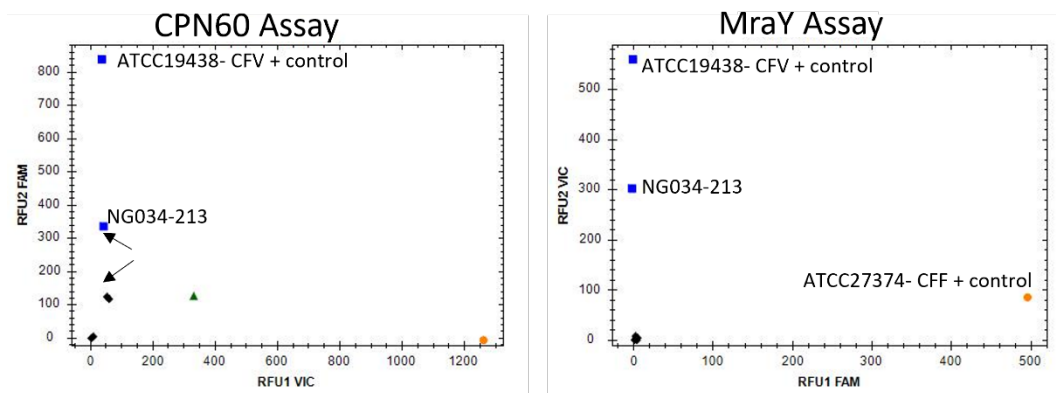 CPN60 Assay
800
700
600
500
400
300
200
100
0
RFU2 FAM
ATCC19438- CFV + control
NG034-213
0
200
400
600
800
1000
1200
RFU1 VIC
MraY Assay
500
400
300
200
100
0
RFU2 VIC
ATCC19438- CFV + control
NG034-213
ATCC27374- CFF + control
0
100
200
300
400
500
RFU1 FAM